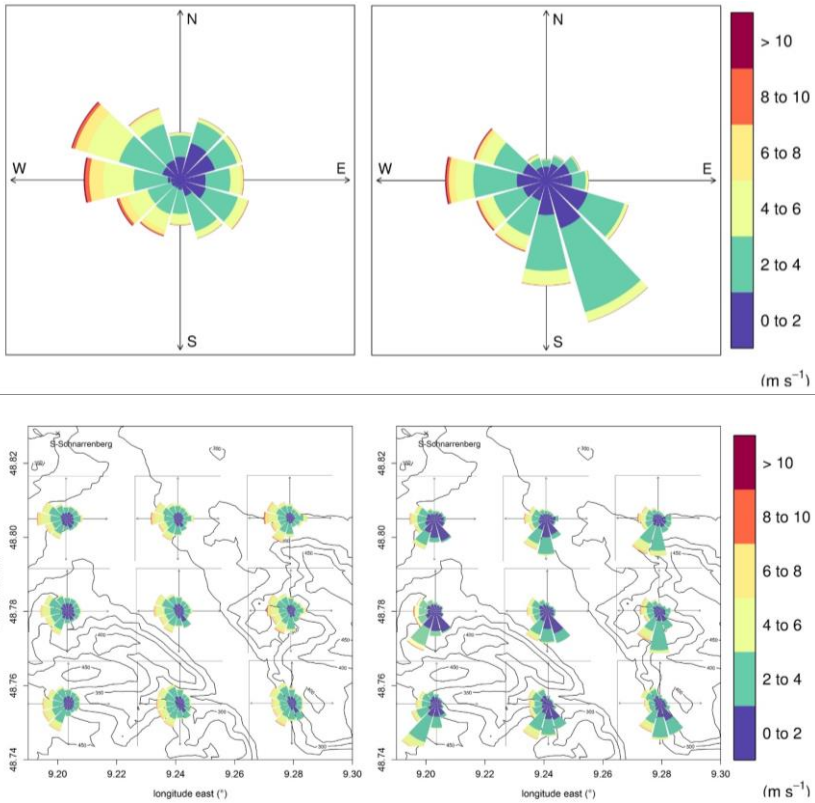 N
W
E
S
N
W
E
S
> 10
8 to 10
6 to 8
4 to 6
2 to 4
0 to 2
(m s⁻¹)
S-Schnarrenberg
48.82
48.80
48.78
48.76
48.74
9.20
9.22
9.24
9.26
9.28
9.30
longitude east (°)
S-Schnarrenberg
48.82
48.80
48.78
48.76
48.74
9.20
9.22
9.24
9.26
9.28
9.30
longitude east (°)
> 10
8 to 10
6 to 8
4 to 6
2 to 4
0 to 2
(m s⁻¹)